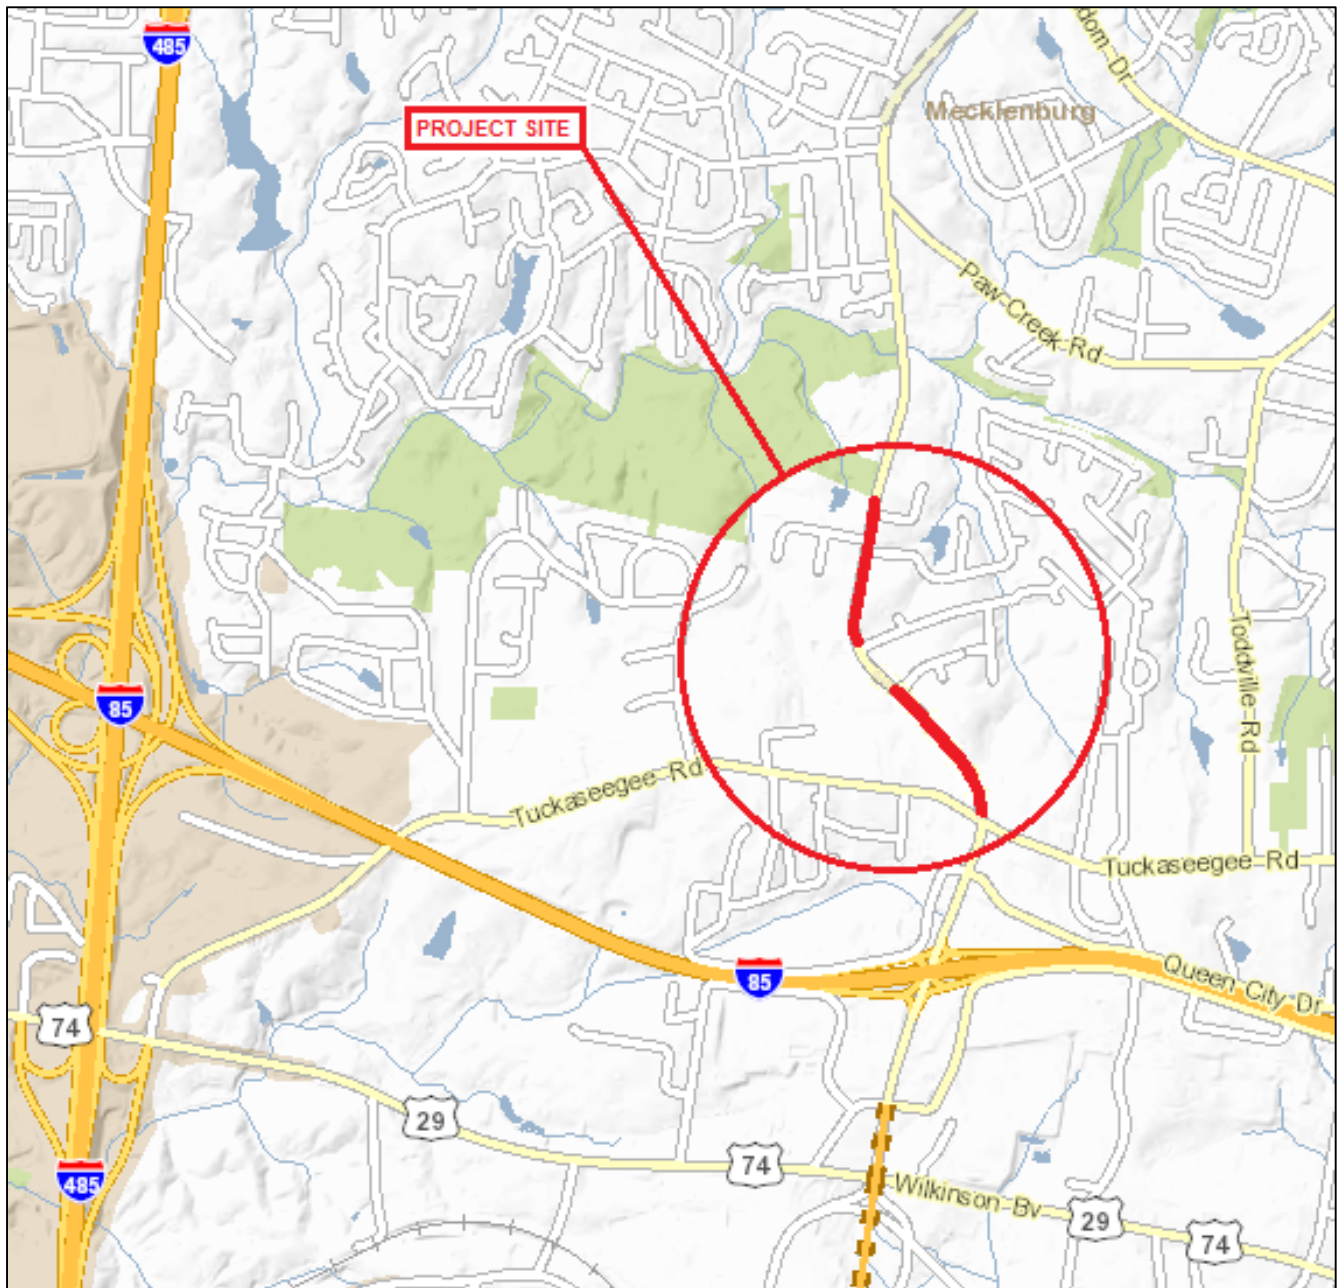 485
dom-Dr
Mecklenburg
PROJECT SITE
Paw-Creek-Rd
Toddville-Rd
85
Tuckaseegee-Rd
Tuckaseegee-Rd
85
Queen City-Dr
74
29
74
485
Wilkinson-Bv
29
74